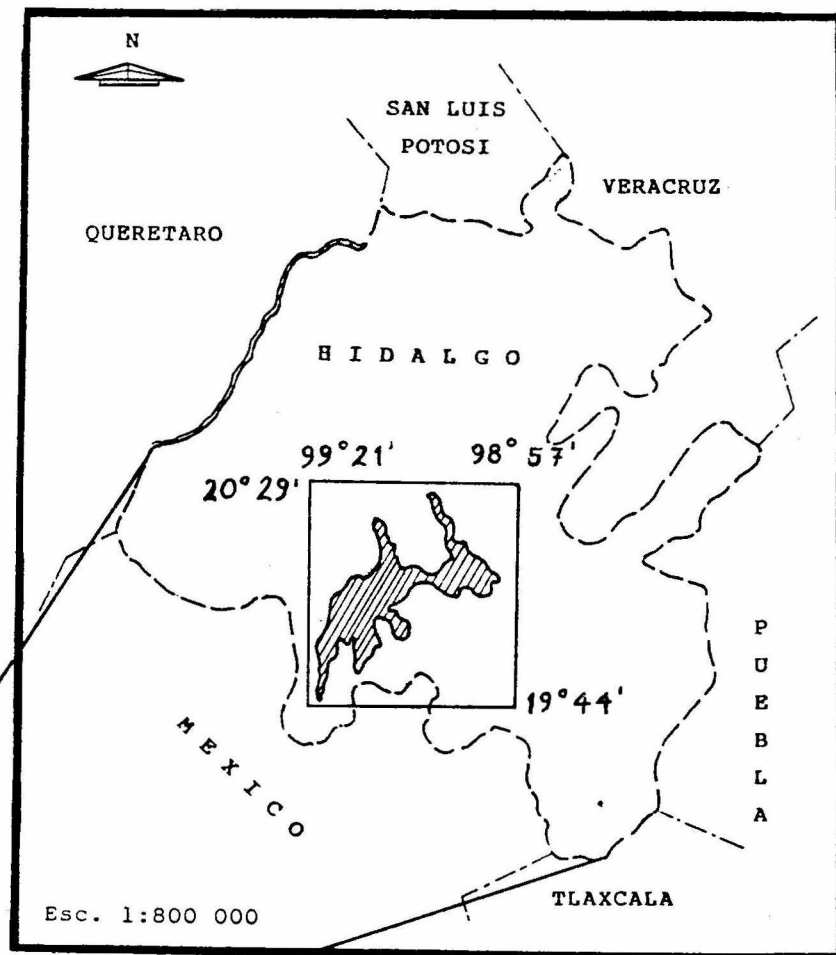 N
SAN LUIS
POTOSI
VERACRUZ
QUERETARO
HIDALGO
99°21' 98°57'
20°29'
PUEBLA
19°44'
MEXICO
TLAXCALA
Esc. 1:800 000